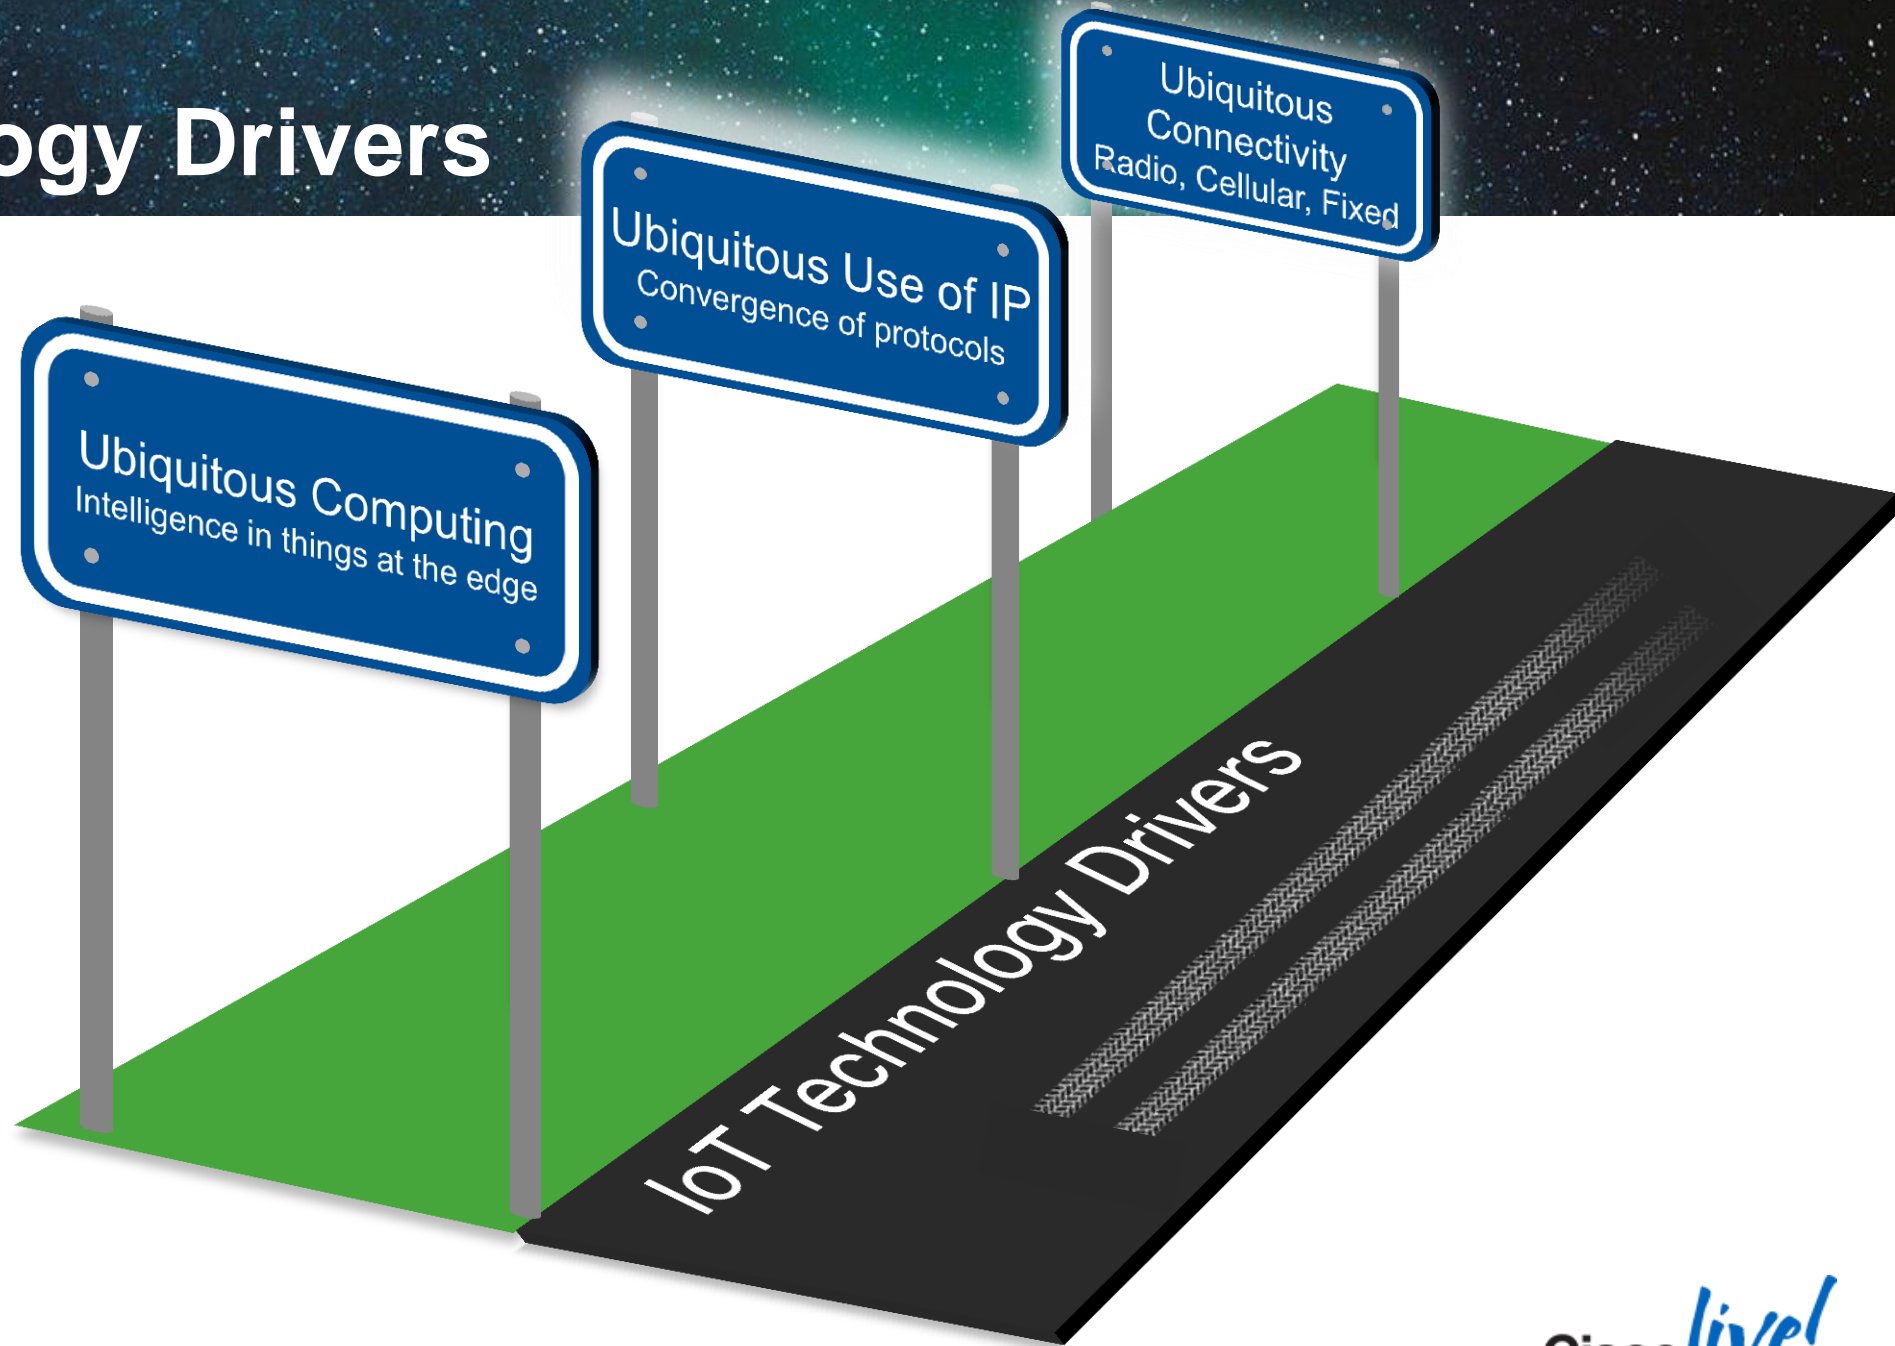 ogy Drivers
Ubiquitous
Connectivity
Radio, Cellular, Fixed
Ubiquitous Use of IP
Convergence of protocols
Ubiquitous Computing
Intelligence in things at the edge
IoT Technology Drivers
Cisco live!